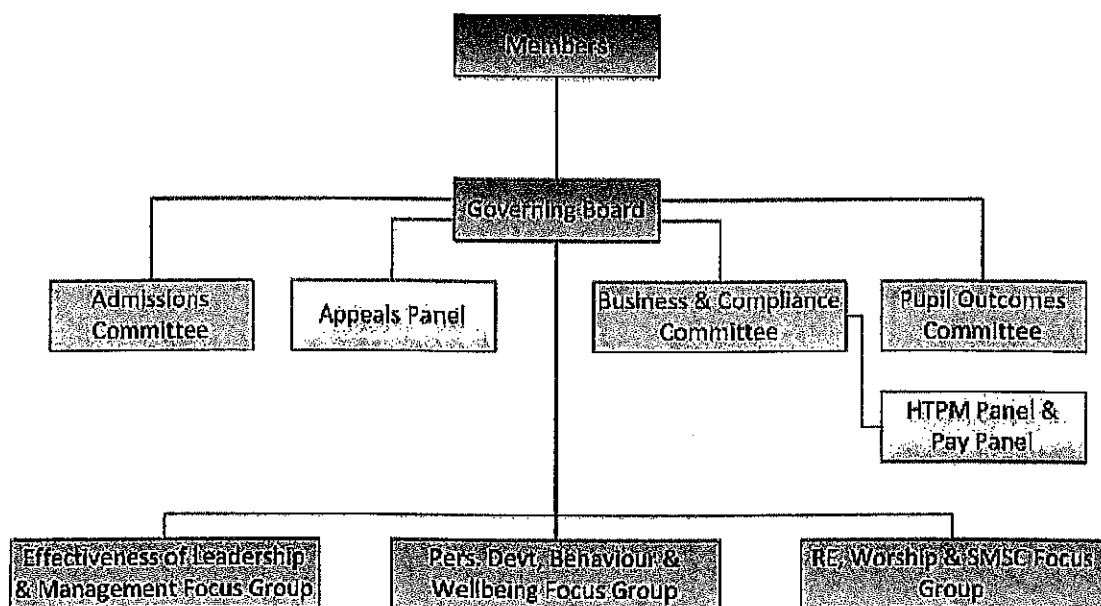 Members
Governing Board
Admissions
Committee
Appeals Panel
Business & Compliance
Committee
Pupil Outcomes
Committee
HTPM Panel &
Pay Panel
Effectiveness of Leadership
& Management Focus Group
Pers. Devt, Behaviour &
Wellbeing Focus Group
RE, Worship & SMSC Focus
Group